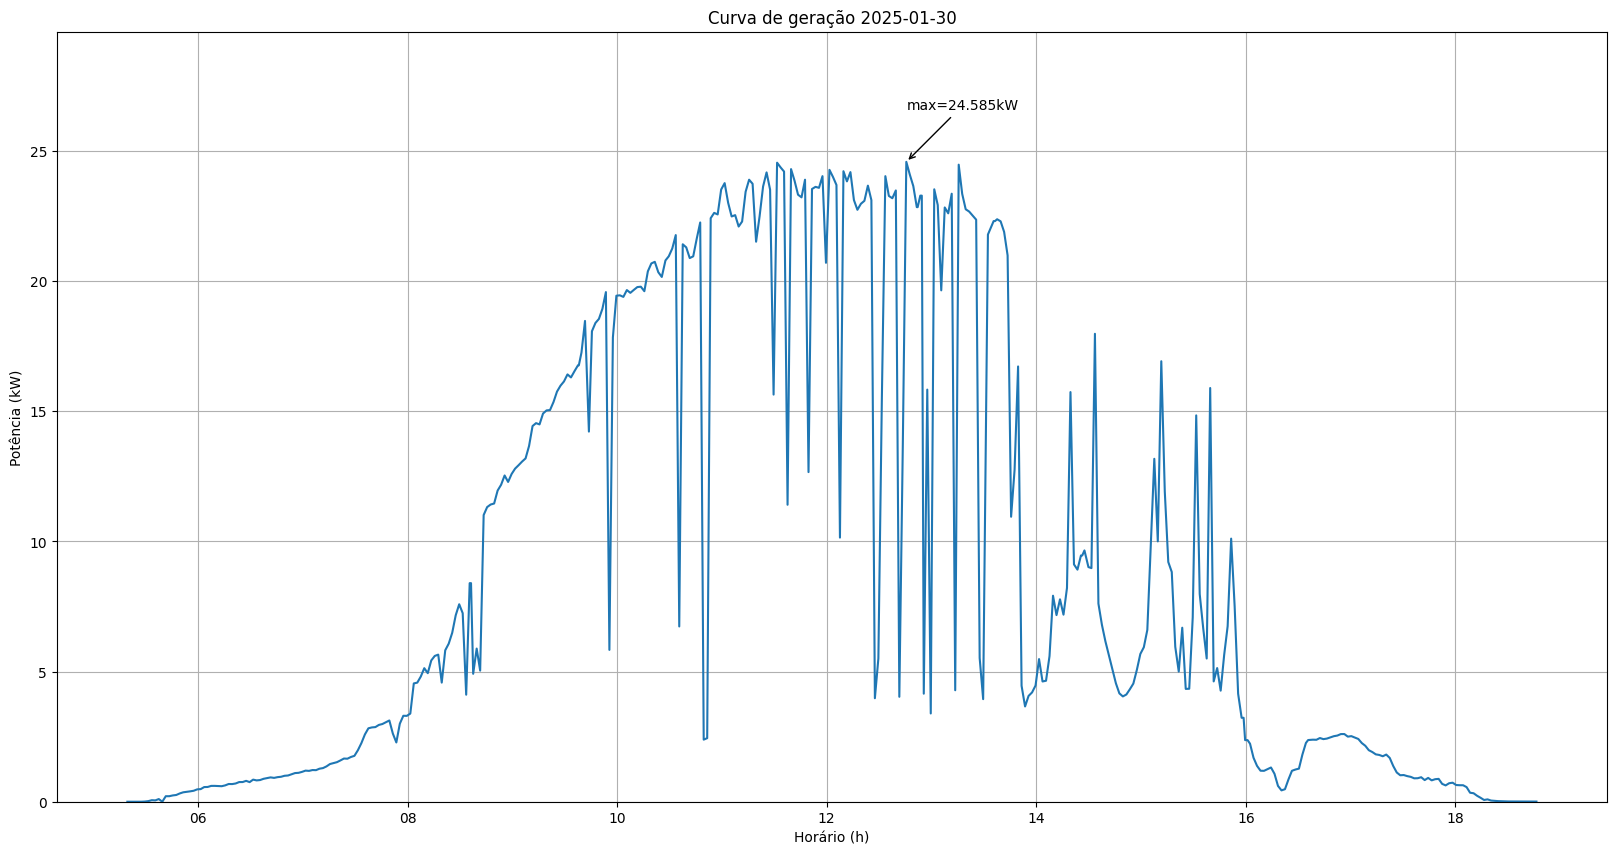 Curva de geração 2025-01-30
max=24.585kW
Potência (kW)
25
20
15
10
5
0
06 08 10 12 14 16 18
Horário (h)